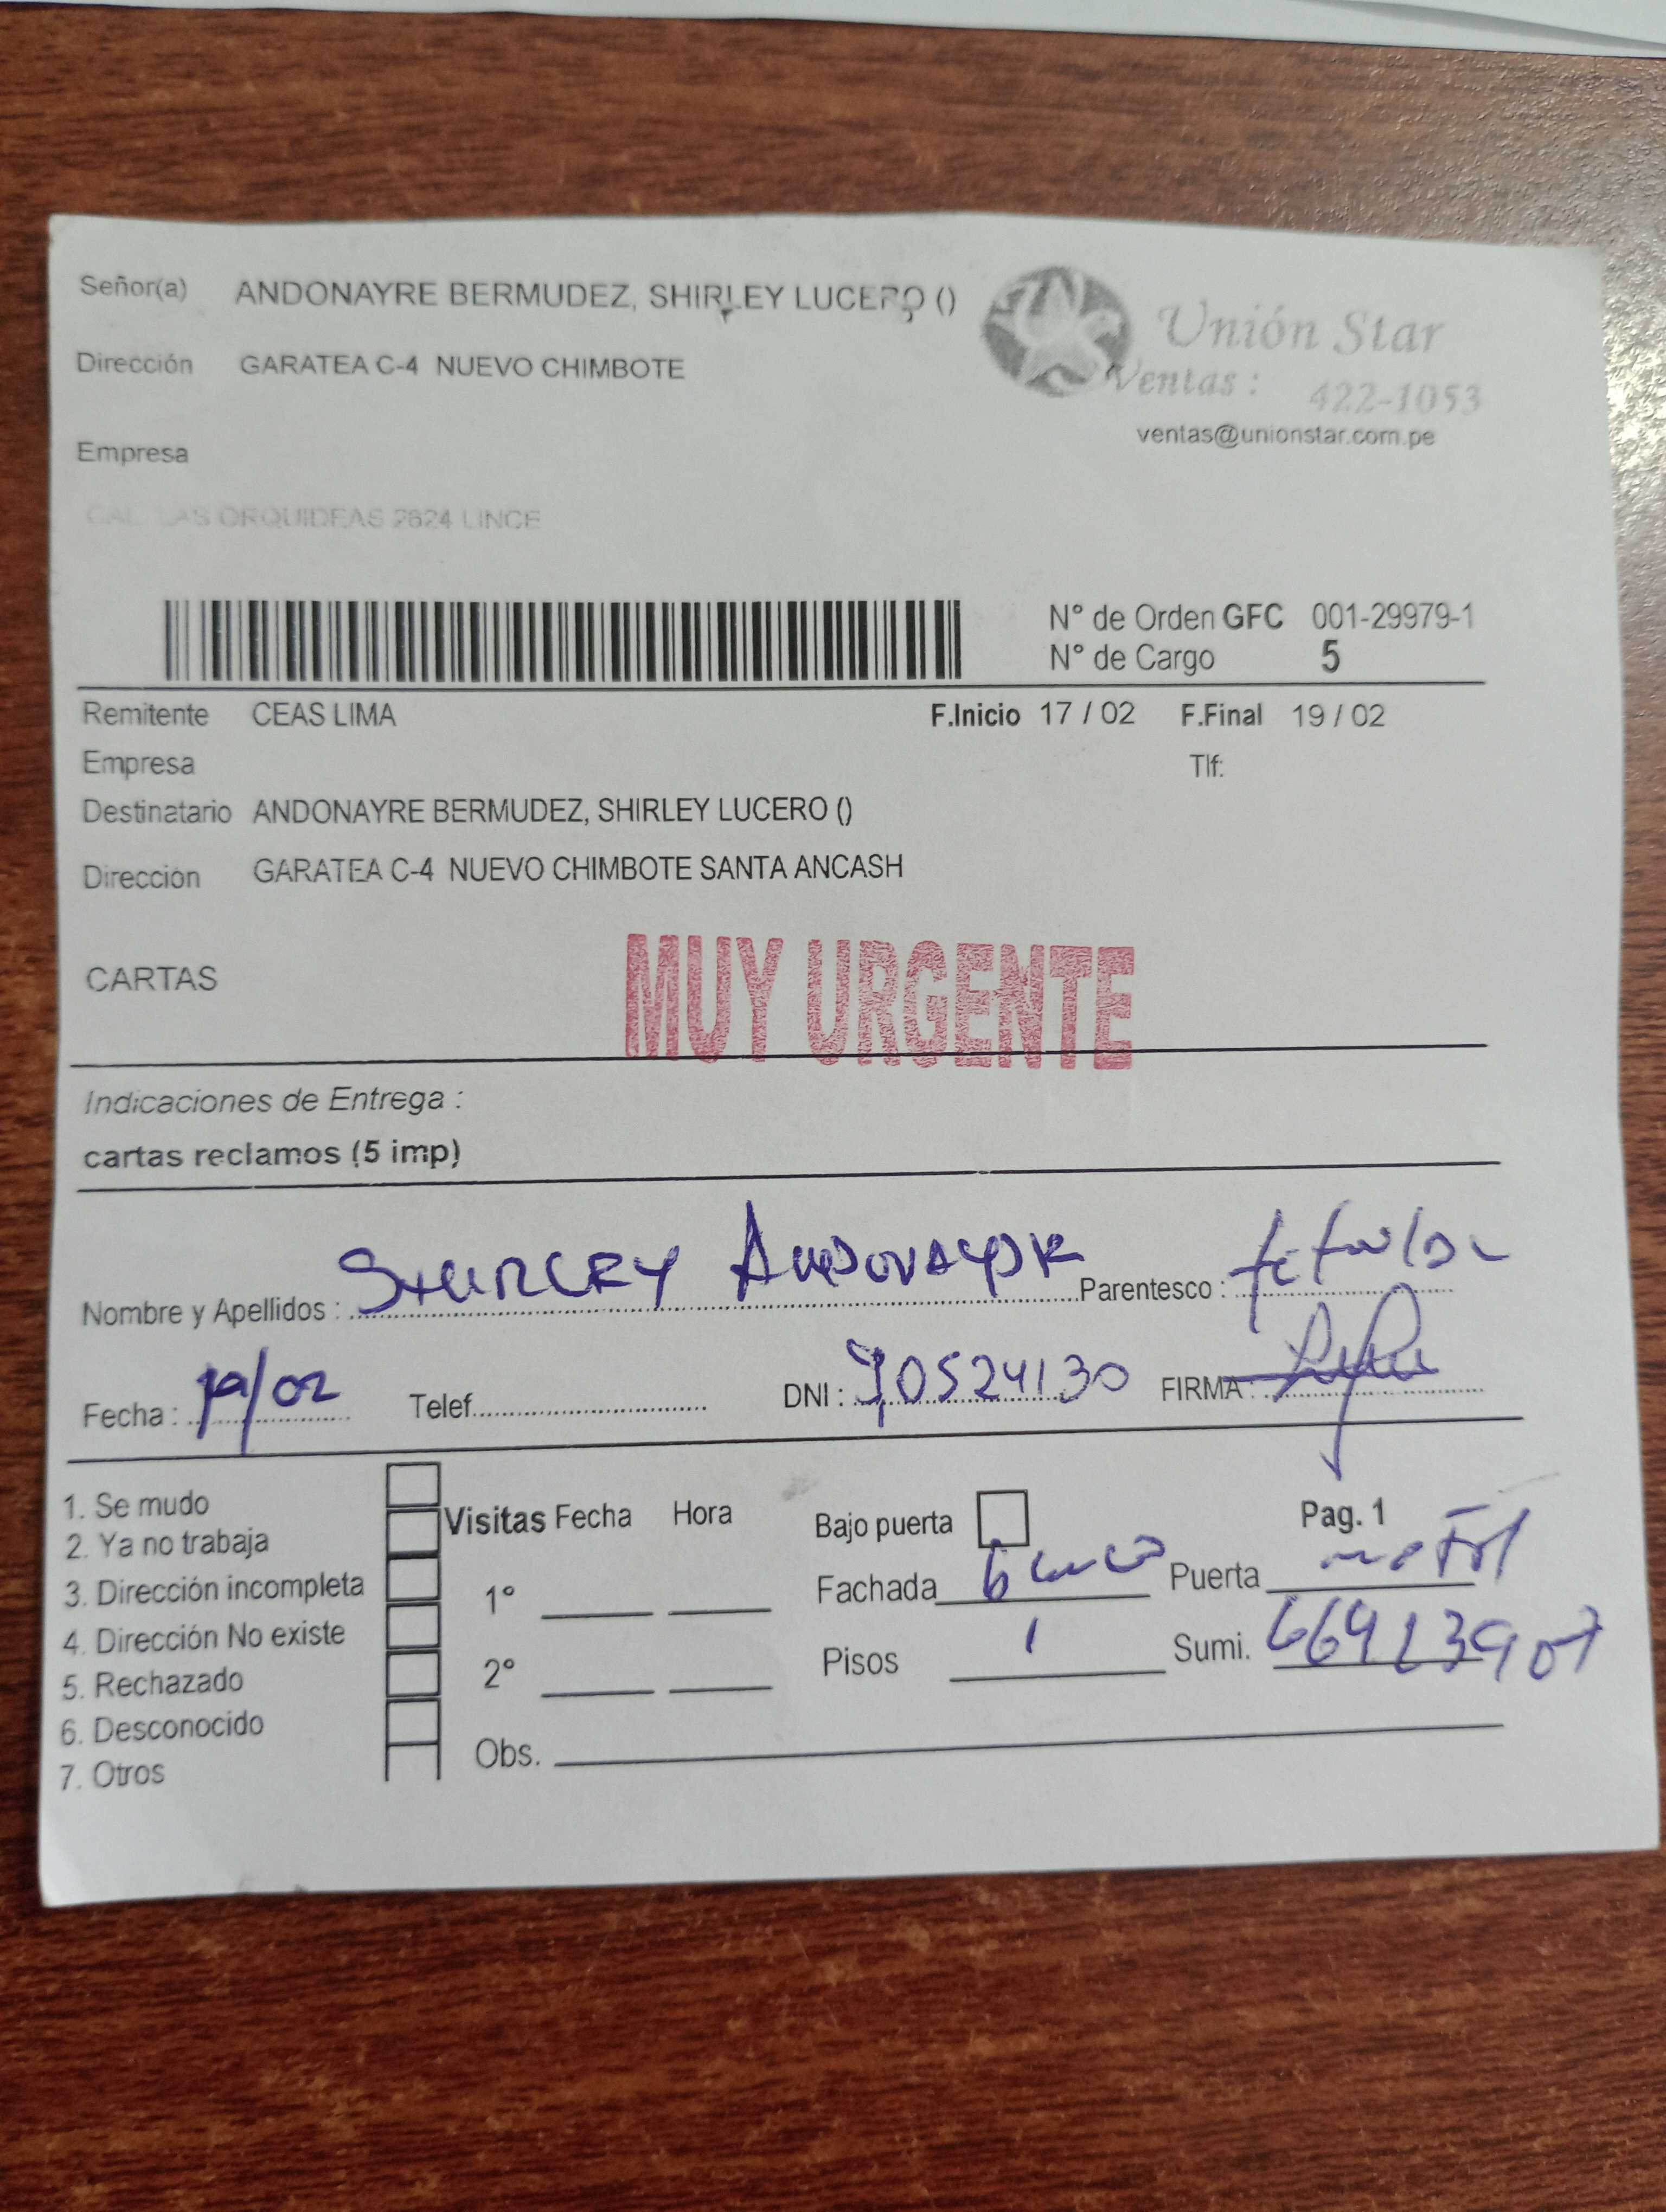 Señor(a) ANDONAYRE BERMUDEZ, SHIRLEY LUCERO ()
Unión Star
Dirección GARATEA C-4 NUEVO CHIMBOTE
Ventas : 422-1053
ventas@unionstar.com.pe
Empresa
CAL LAS ORQUIDEAS 2624 LINCE
N° de Orden GFC 001-29979-1
N° de Cargo 5
Remitente CEAS LIMA F.Inicio 17 / 02 F.Final 19 / 02
Empresa Tlf:
Destinatario ANDONAYRE BERMUDEZ, SHIRLEY LUCERO ()
Dirección GARATEA C-4 NUEVO CHIMBOTE SANTA ANCASH
CARTAS MUY URGENTE
Indicaciones de Entrega :
cartas reclamos (5 imp)
Nombre y Apellidos : SHIRLEY ANDONAYRE Parentesco :
Fecha : 19/02 Telef. DNI : 70524130 FIRMA :
1. Se mudo
2. Ya no trabaja
3. Dirección incompleta
4. Dirección No existe
5. Rechazado
6. Desconocido
7. Otros
Visitas Fecha Hora
1°
2°
Obs.
Bajo puerta Pag. 1
Fachada blanco Puerta metal
Pisos 1 Sumi.